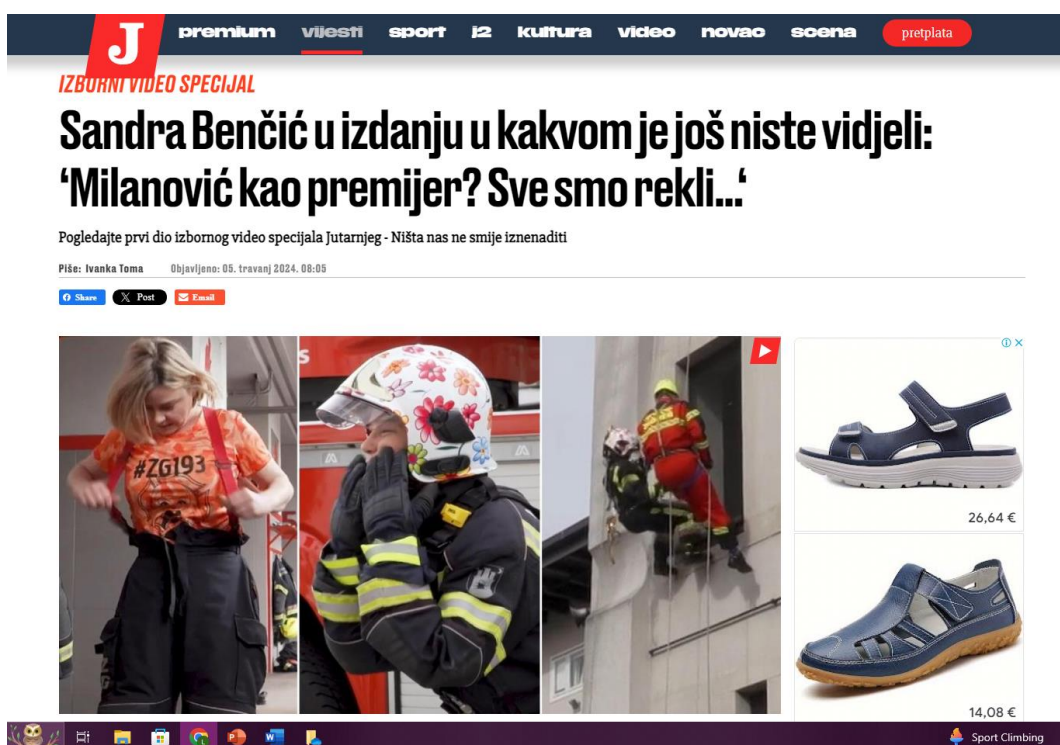 J
premium vijesti sport j2 kultura video novac scena pretplata
IZBORNI VIDEO SPECIJAL
Sandra Benčić u izdanju u kakvom je još niste vidjeli:
‘Milanović kao premijer? Sve smo rekli...‘
Pogledajte prvi dio izbornog video specijala Jutarnjeg - Ništa nas ne smije iznenaditi
Piše: Ivanka Toma Objavljeno: 05. travanj 2024. 08:05
Share Post Email
#ZG193
S
26,64 €
14,08 €
Sport Climbing